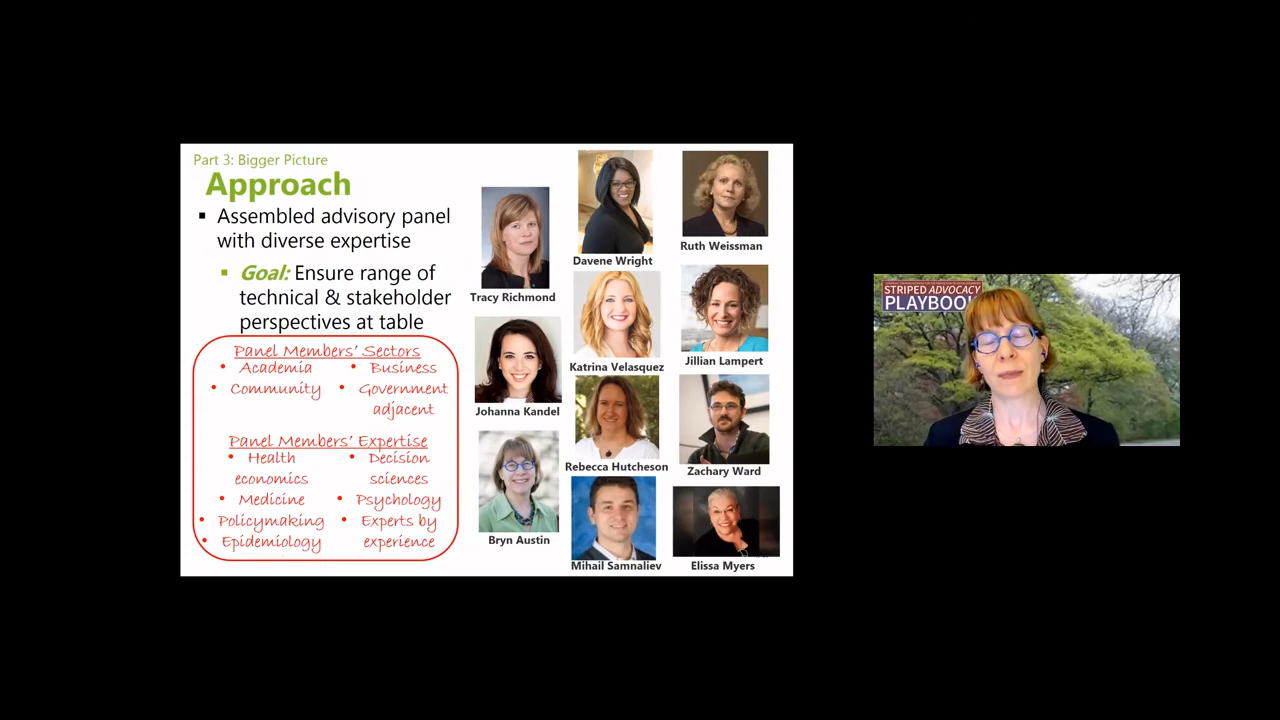 Part 3: Bigger Picture
Approach
▪ Assembled advisory panel
with diverse expertise
▪ Goal: Ensure range of
technical & stakeholder
perspectives at table
Panel Members' Sectors
• Academia
• Business
• Community
• Government
adjacent
Panel Members' Expertise
• Health
economics
• Decision
sciences
• Medicine
• Psychology
• Policymaking
• Experts by
experience
• Epidemiology
Tracy Richmond
Davene Wright
Ruth Weissman
Johanna Kandel
Katrina Velasquez
Jillian Lampert
Bryn Austin
Rebecca Hutcheson
Zachary Ward
Mihail Samnaliev
Elissa Myers
STRIPED ADVOCACY
PLAYBOOK